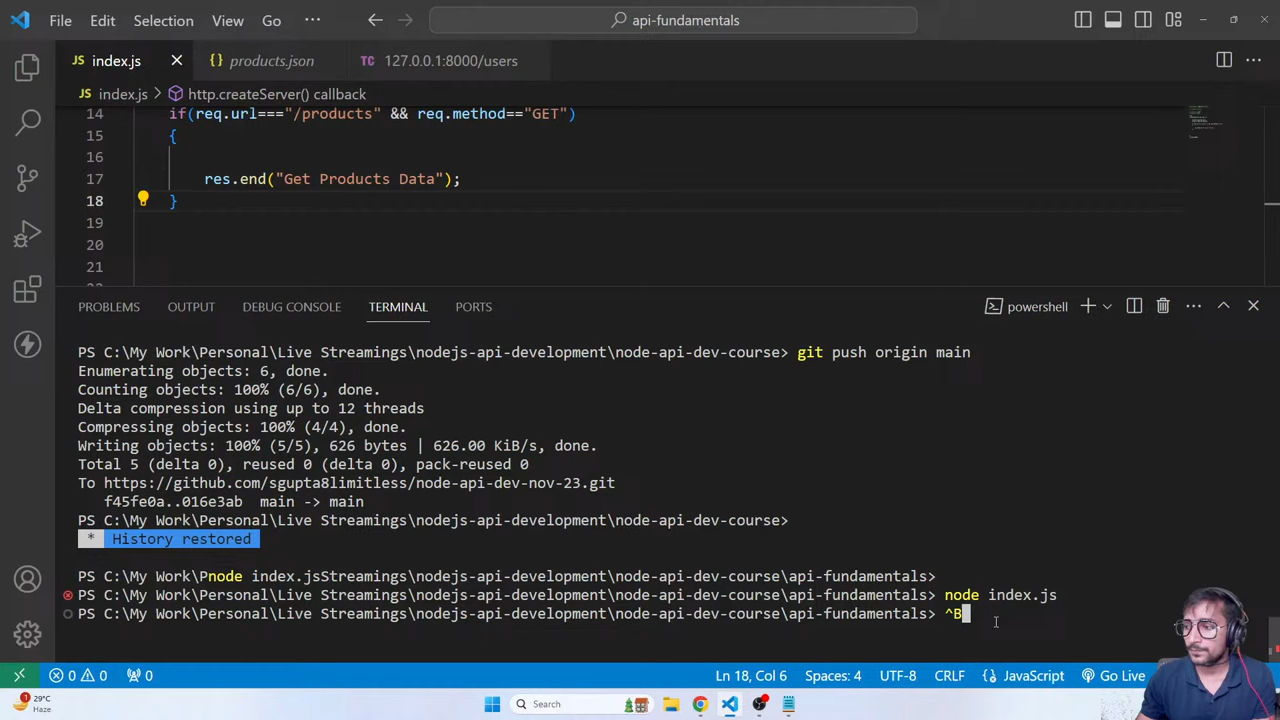 File Edit Selection View Go ··· api-fundamentals
JS index.js × {} products.json TC 127.0.0.1:8000/users
JS index.js > http.createServer() callback
14 if(req.url==="/products" && req.method=="GET")
15 {
16
17 res.end("Get Products Data");
18 }
19
20
21
PROBLEMS OUTPUT DEBUG CONSOLE TERMINAL PORTS powershell
PS C:\My Work\Personal\Live Streamings\nodejs-api-development\node-api-dev-course> git push origin main
Enumerating objects: 6, done.
Counting objects: 100% (6/6), done.
Delta compression using up to 12 threads
Compressing objects: 100% (4/4), done.
Writing objects: 100% (5/5), 626 bytes | 626.00 KiB/s, done.
Total 5 (delta 0), reused 0 (delta 0), pack-reused 0
To https://github.com/sgupta8limitless/node-api-dev-nov-23.git
f45fe0a..016e3ab main -> main
PS C:\My Work\Personal\Live Streamings\nodejs-api-development\node-api-dev-course>
* History restored
PS C:\My Work\Pnode index.jsStreamings\nodejs-api-development\node-api-dev-course\api-fundamentals>
PS C:\My Work\Personal\Live Streamings\nodejs-api-development\node-api-dev-course\api-fundamentals> node index.js
PS C:\My Work\Personal\Live Streamings\nodejs-api-development\node-api-dev-course\api-fundamentals> ^B
0 0 0 Ln 18, Col 6 Spaces: 4 UTF-8 CRLF {} JavaScript Go Live
1 29°C
Haze
Search